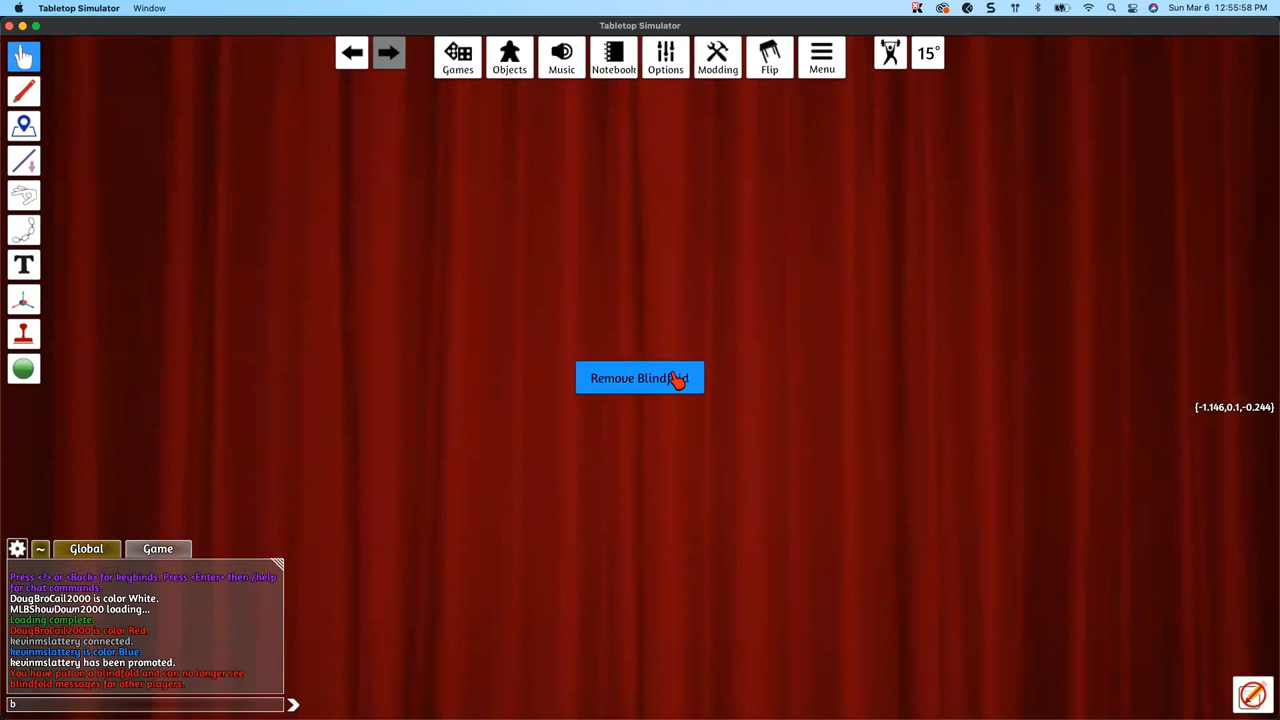 Tabletop Simulator Window Sun Mar 6 12:55:58 PM
Tabletop Simulator
Games Objects Music Notebook Options Modding Flip Menu 15°
T
Remove Blindfold
{-1.146,0.1,-0.244}
~ Global Game
Press <?> or <Back> for keybinds. Press <Enter> then /help
for chat commands.
DougBroCail2000 is color White.
MLBShowDown2000 loading...
Loading complete.
DougBroCail2000 is color Red.
kevinmslattery connected.
kevinmslattery is color Blue.
kevinmslattery has been promoted.
You have put on a blindfold and can no longer see
blindfold messages for other players.
b